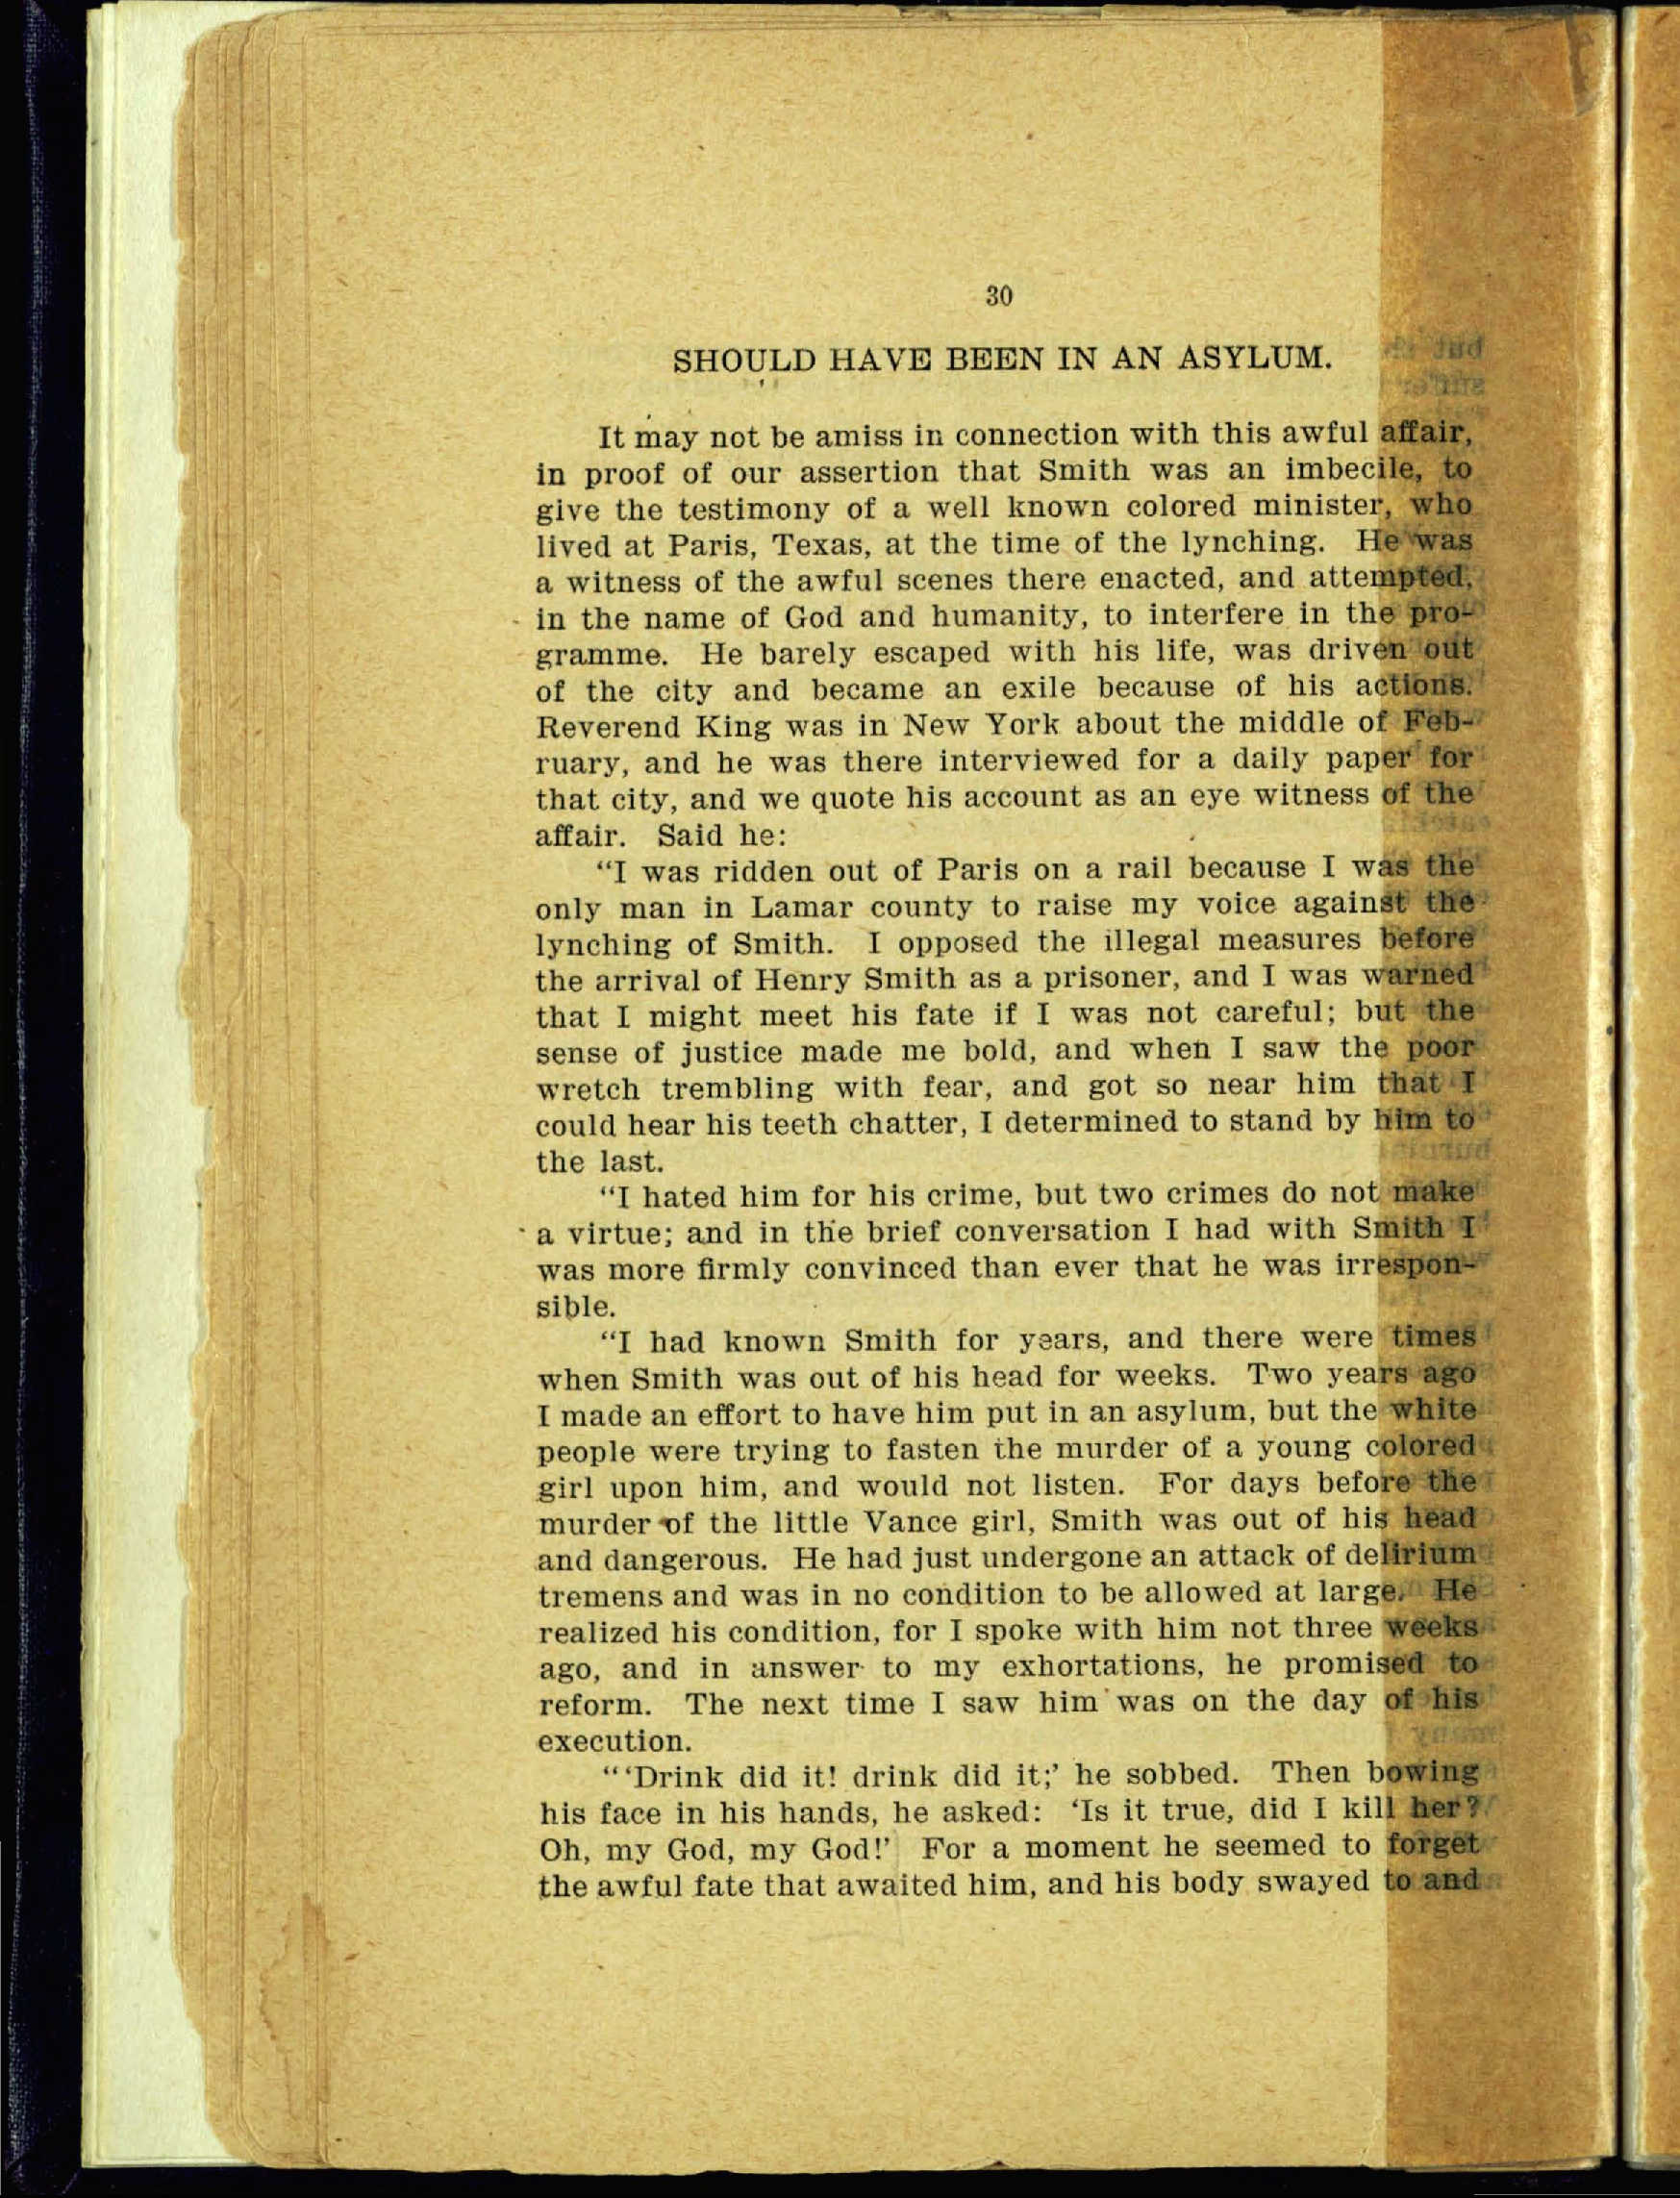 30
SHOULD HAVE BEEN IN AN ASYLUM.
It may not be amiss in connection with this awful affair,
in proof of our assertion that Smith was an imbecile, to
give the testimony of a well known colored minister, who
lived at Paris, Texas, at the time of the lynching. He was
a witness of the awful scenes there enacted, and attempted,
in the name of God and humanity, to interfere in the pro-
gramme. He barely escaped with his life, was driven out
of the city and became an exile because of his actions.
Reverend King was in New York about the middle of Feb-
ruary, and he was there interviewed for a daily paper for
that city, and we quote his account as an eye witness of the
affair. Said he:
"I was ridden out of Paris on a rail because I was the
only man in Lamar county to raise my voice against the
lynching of Smith. I opposed the illegal measures before
the arrival of Henry Smith as a prisoner, and I was warned
that I might meet his fate if I was not careful; but the
sense of justice made me bold, and when I saw the poor
wretch trembling with fear, and got so near him that I
could hear his teeth chatter, I determined to stand by him to
the last.
"I hated him for his crime, but two crimes do not make
a virtue; and in the brief conversation I had with Smith I
was more firmly convinced than ever that he was irrespon-
sible.
"I had known Smith for years, and there were times
when Smith was out of his head for weeks. Two years ago
I made an effort to have him put in an asylum, but the white
people were trying to fasten the murder of a young colored
girl upon him, and would not listen. For days before the
murder of the little Vance girl, Smith was out of his head
and dangerous. He had just undergone an attack of delirium
tremens and was in no condition to be allowed at large. He
realized his condition, for I spoke with him not three weeks
ago, and in answer to my exhortations, he promised to
reform. The next time I saw him was on the day of his
execution.
"'Drink did it! drink did it;' he sobbed. Then bowing
his face in his hands, he asked: 'Is it true, did I kill her?
Oh, my God, my God!' For a moment he seemed to forget
the awful fate that awaited him, and his body swayed to and